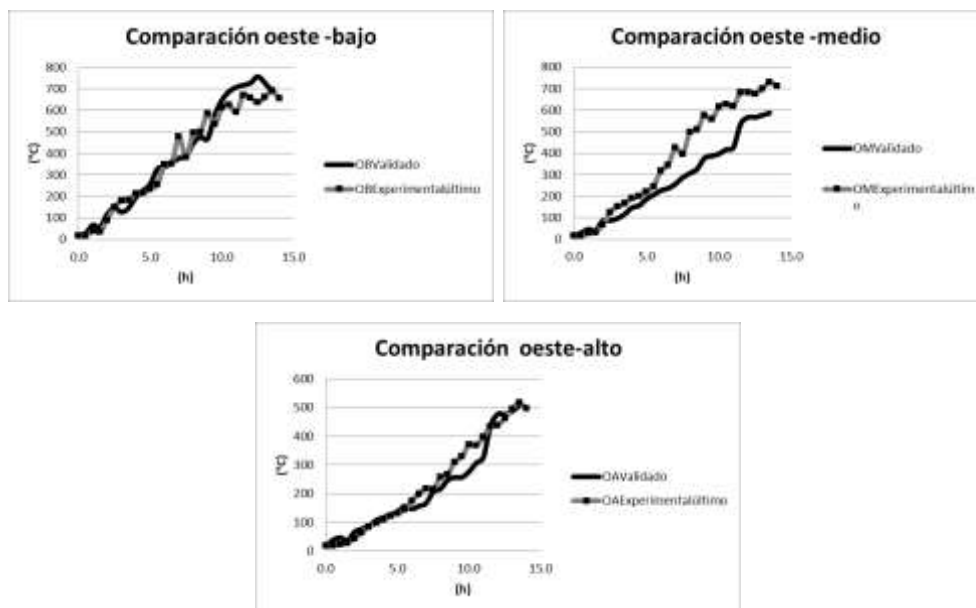 Comparación oeste -bajo
(°C)
800
700
600
500
400
300
200
100
0
0.0 5.0 10.0 15.0
(h)
OBValidado
OBExperimentalúltimo
Comparación oeste -medio
(°C)
800
700
600
500
400
300
200
100
0
0.0 5.0 10.0 15.0
(h)
OMValidado
OMExperimentalúltim
o
Comparación oeste-alto
(°C)
600
500
400
300
200
100
0
0.0 5.0 10.0 15.0
(h)
OAValidado
OAExperimentalúltimo